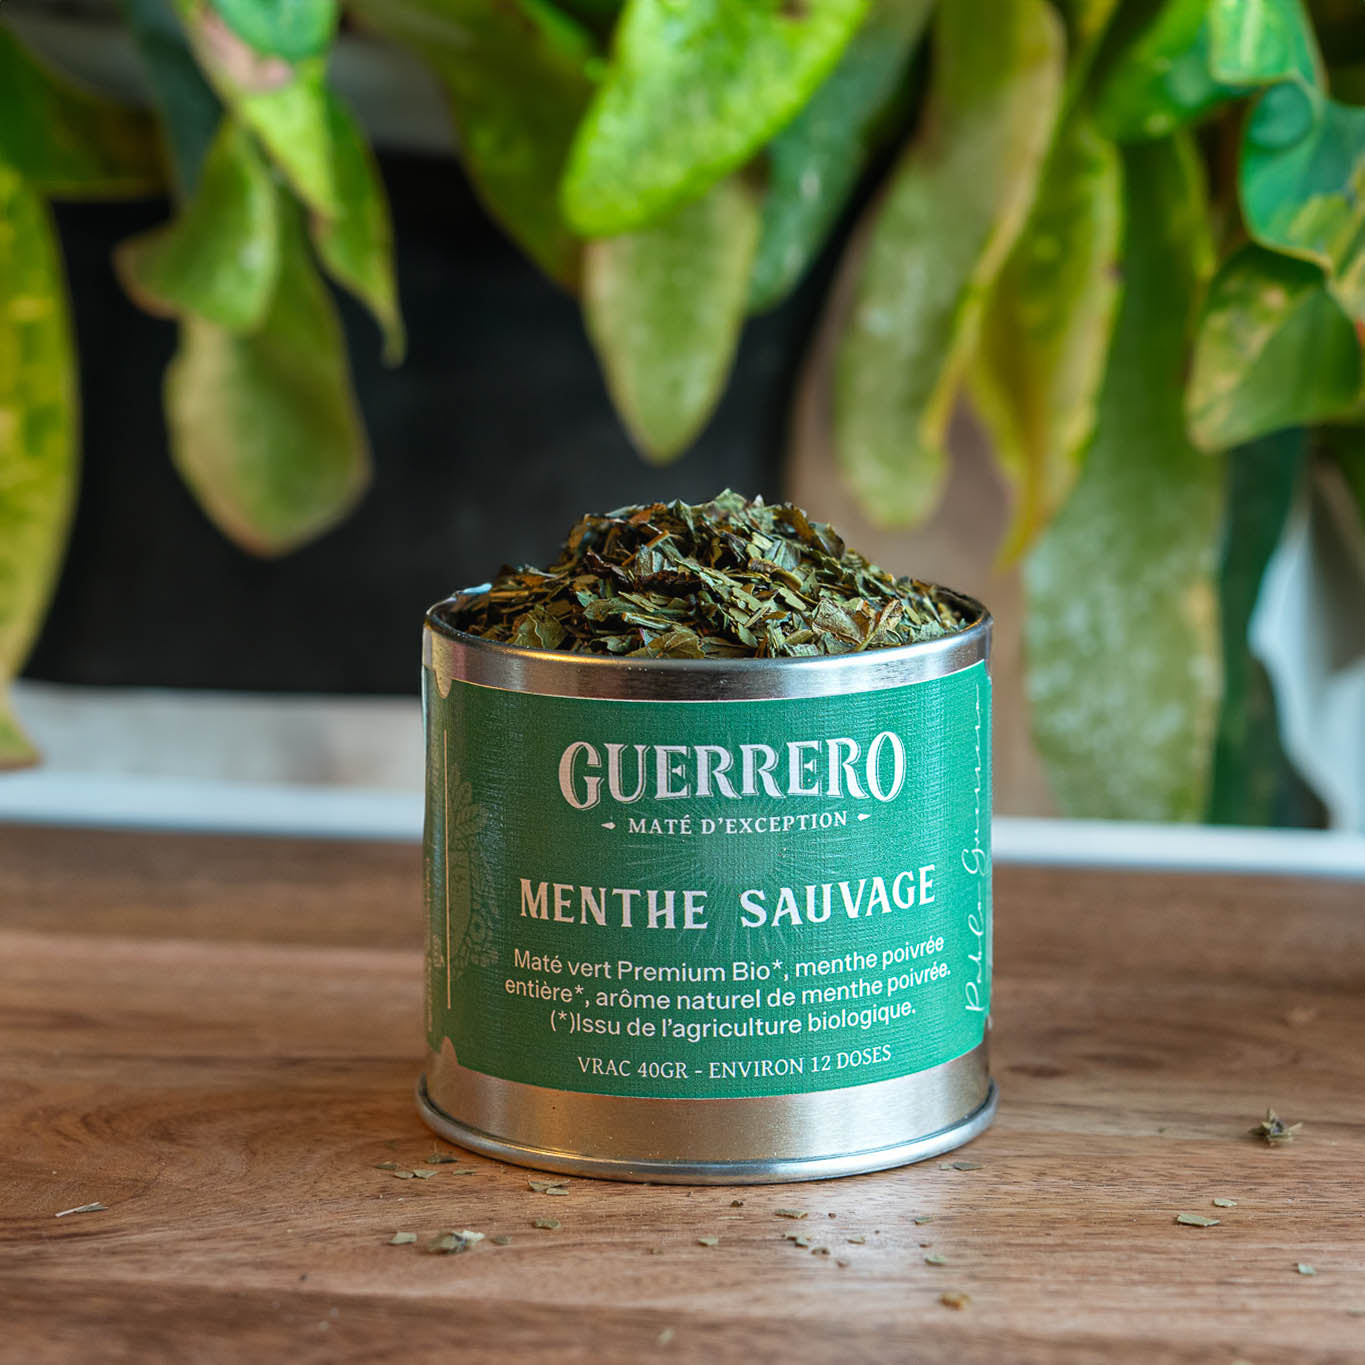 GUERRERO
MATÉ D'EXCEPTION
MENTHE SAUVAGE
Maté vert Premium Bio*, menthe poivrée
entière*, arôme naturel de menthe poivrée.
(*)Issu de l'agriculture biologique.
VRAC 40GR - ENVIRON 12 DOSES